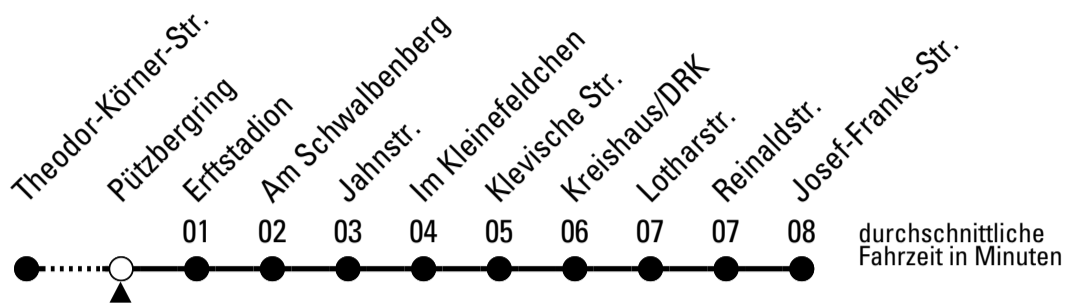 Theodor-Körner-Str.
Pützbergring
Erftstadion
Am Schwalbenberg
Jahnstr.
Im Kleinefeldchen
Klevische Str.
Kreishaus/DRK
Lotharstr.
Reinaldstr.
Josef-Franke-Str.
01 02 03 04 05 06 07 07 08
durchschnittliche
Fahrzeit in Minuten